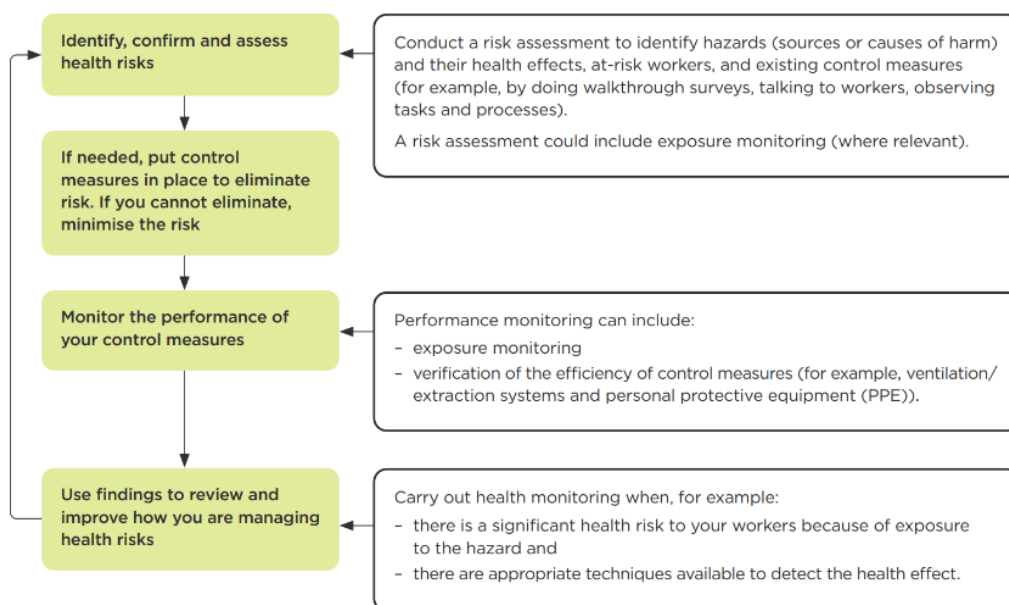 Identify, confirm and assess
health risks
Conduct a risk assessment to identify hazards (sources or causes of harm)
and their health effects, at-risk workers, and existing control measures
(for example, by doing walkthrough surveys, talking to workers, observing
tasks and processes).
A risk assessment could include exposure monitoring (where relevant).
If needed, put control
measures in place to eliminate
risk. If you cannot eliminate,
minimise the risk
Monitor the performance of
your control measures
Performance monitoring can include:
– exposure monitoring
– verification of the efficiency of control measures (for example, ventilation/
extraction systems and personal protective equipment (PPE)).
Use findings to review and
improve how you are managing
health risks
Carry out health monitoring when, for example:
– there is a significant health risk to your workers because of exposure
to the hazard and
– there are appropriate techniques available to detect the health effect.